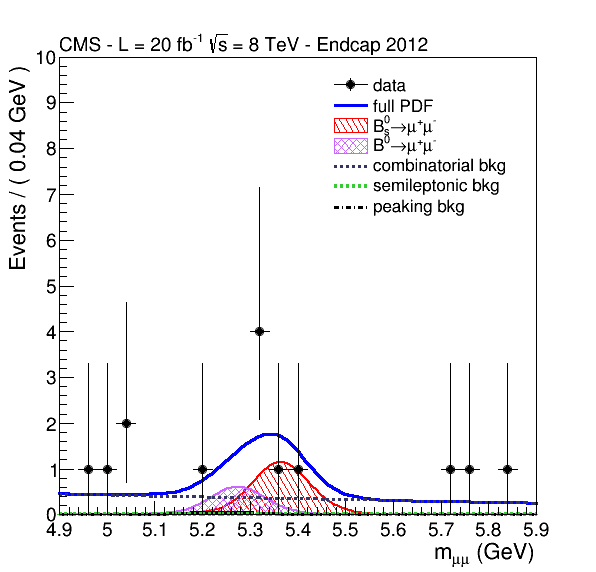 CMS - L = 20 fb⁻¹ √s = 8 TeV - Endcap 2012
Events / ( 0.04 GeV )
10
9
8
7
6
5
4
3
2
1
0
data
full PDF
B⁰ₛ→μ⁺μ⁻
B⁰→μ⁺μ⁻
combinatorial bkg
semileptonic bkg
peaking bkg
4.9 5 5.1 5.2 5.3 5.4 5.5 5.6 5.7 5.8 5.9
m_μμ (GeV)